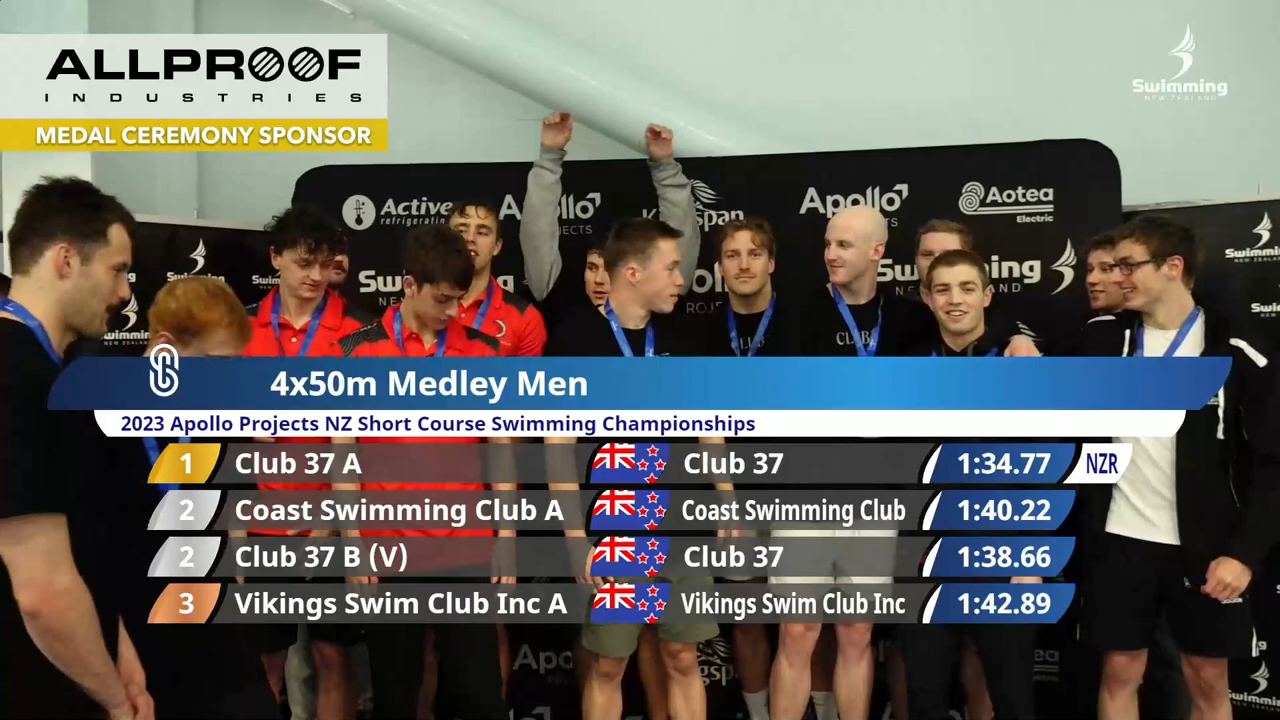 ALLPROOF
INDUSTRIES
MEDAL CEREMONY SPONSOR
Swimming
NEW ZEALAND
Active
refrigeration
Apollo
PROJECTS
Aotea
Electric
CLUB
4x50m Medley Men
2023 Apollo Projects NZ Short Course Swimming Championships
1 Club 37 A Club 37 1:34.77 NZR
2 Coast Swimming Club A Coast Swimming Club 1:40.22
2 Club 37 B (V) Club 37 1:38.66
3 Vikings Swim Club Inc A Vikings Swim Club Inc 1:42.89